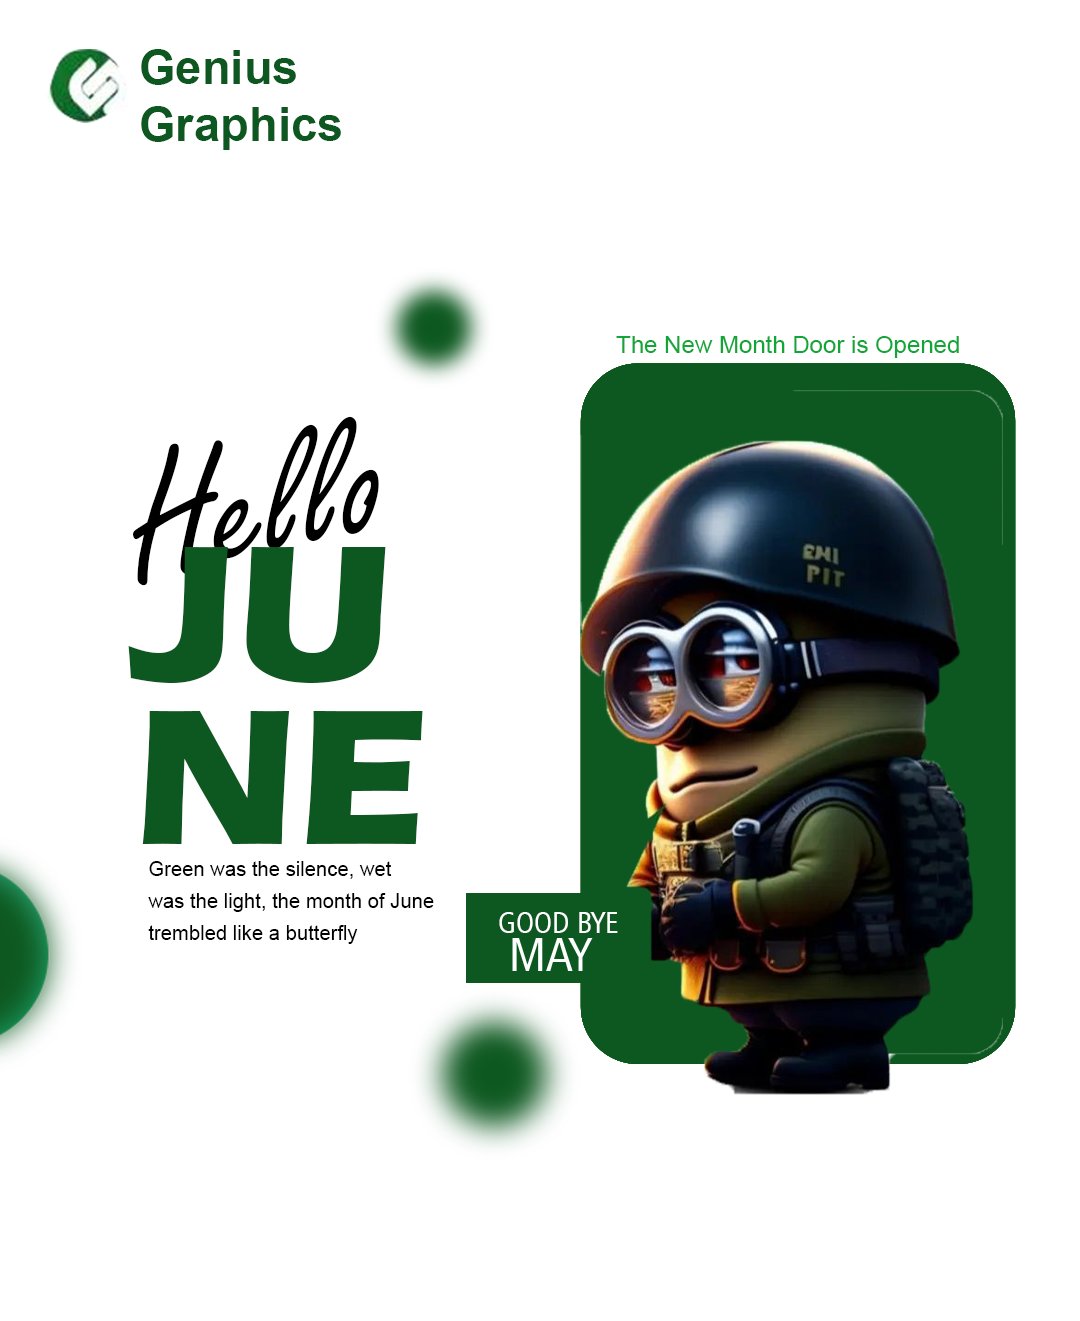 Genius
Graphics
The New Month Door is Opened
Hello
JU
NE
Green was the silence, wet
was the light, the month of June
trembled like a butterfly
GOOD BYE
MAY
PIT